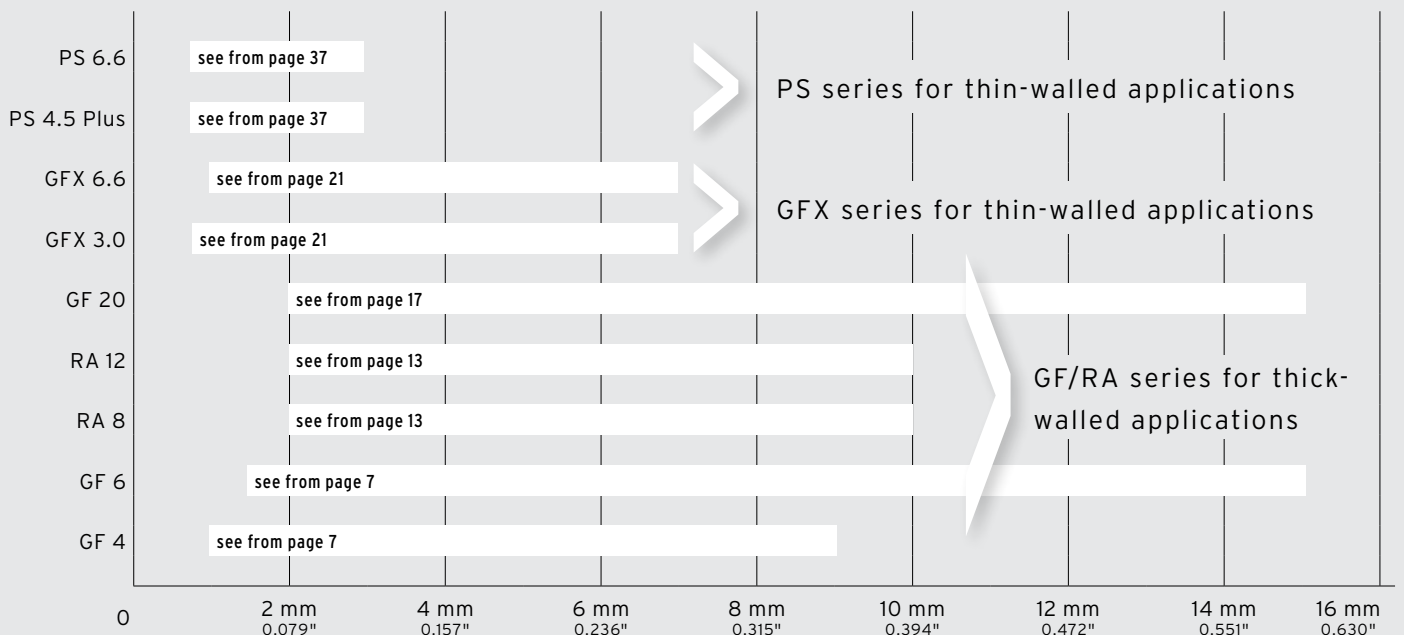 PS 6.6
see from page 37
PS series for thin-walled applications
PS 4.5 Plus
see from page 37
GFX 6.6
see from page 21
GFX series for thin-walled applications
GFX 3.0
see from page 21
GF 20
see from page 17
RA 12
see from page 13
GF/RA series for thick-
walled applications
RA 8
see from page 13
GF 6
see from page 7
GF 4
see from page 7
0
2 mm
0.079"
4 mm
0.157"
6 mm
0.236"
8 mm
0.315"
10 mm
0.394"
12 mm
0.472"
14 mm
0.551"
16 mm
0.630"